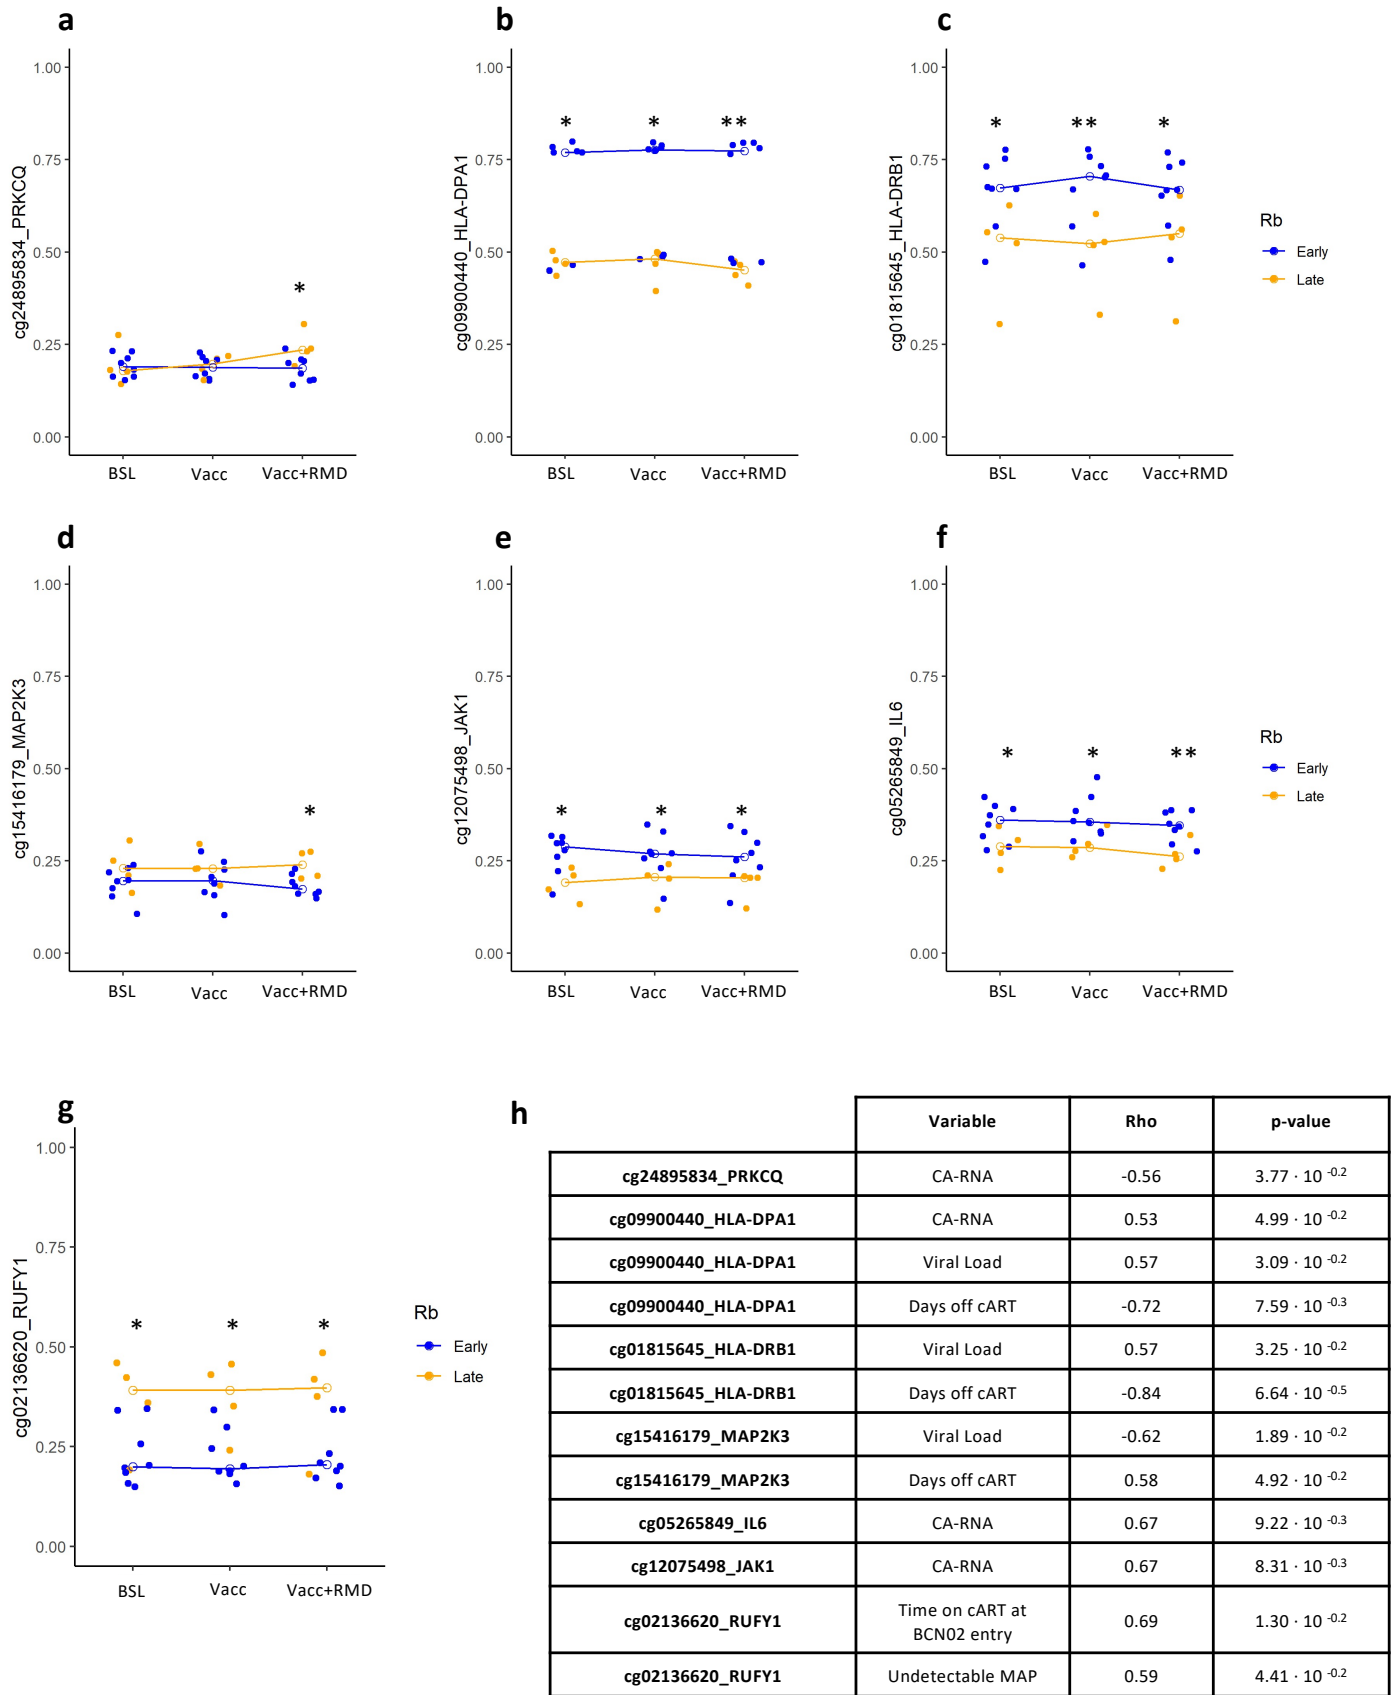 a
1.00
0.75
0.50
0.25
0.00
cg24895834_PRKCQ
*
BSL
Vacc
Vacc+RMD
b
1.00
0.75
0.50
0.25
0.00
cg09900440_HLA-DPA1
*
*
**
BSL
Vacc
Vacc+RMD
c
1.00
0.75
0.50
0.25
0.00
cg01815645_HLA-DRB1
*
**
*
BSL
Vacc
Vacc+RMD
Rb
Early
Late
d
1.00
0.75
0.50
0.25
0.00
cg15416179_MAP2K3
*
BSL
Vacc
Vacc+RMD
e
1.00
0.75
0.50
0.25
0.00
cg12075498_JAK1
*
*
*
BSL
Vacc
Vacc+RMD
f
1.00
0.75
0.50
0.25
0.00
cg05265849_IL6
*
*
**
BSL
Vacc
Vacc+RMD
Rb
Early
Late
g
1.00
0.75
0.50
0.25
0.00
cg02136620_RUFY1
*
*
*
BSL
Vacc
Vacc+RMD
Rb
Early
Late
h
Variable Rho p-value
cg24895834_PRKCQ CA-RNA -0.56 3.77 · 10 -0.2
cg09900440_HLA-DPA1 CA-RNA 0.53 4.99 · 10 -0.2
cg09900440_HLA-DPA1 Viral Load 0.57 3.09 · 10 -0.2
cg09900440_HLA-DPA1 Days off cART -0.72 7.59 · 10 -0.3
cg01815645_HLA-DRB1 Viral Load 0.57 3.25 · 10 -0.2
cg01815645_HLA-DRB1 Days off cART -0.84 6.64 · 10 -0.5
cg15416179_MAP2K3 Viral Load -0.62 1.89 · 10 -0.2
cg15416179_MAP2K3 Days off cART 0.58 4.92 · 10 -0.2
cg05265849_IL6 CA-RNA 0.67 9.22 · 10 -0.3
cg12075498_JAK1 CA-RNA 0.67 8.31 · 10 -0.3
cg02136620_RUFY1 Time on cART at
BCN02 entry 0.69 1.30 · 10 -0.2
cg02136620_RUFY1 Undetectable MAP 0.59 4.41 · 10 -0.2